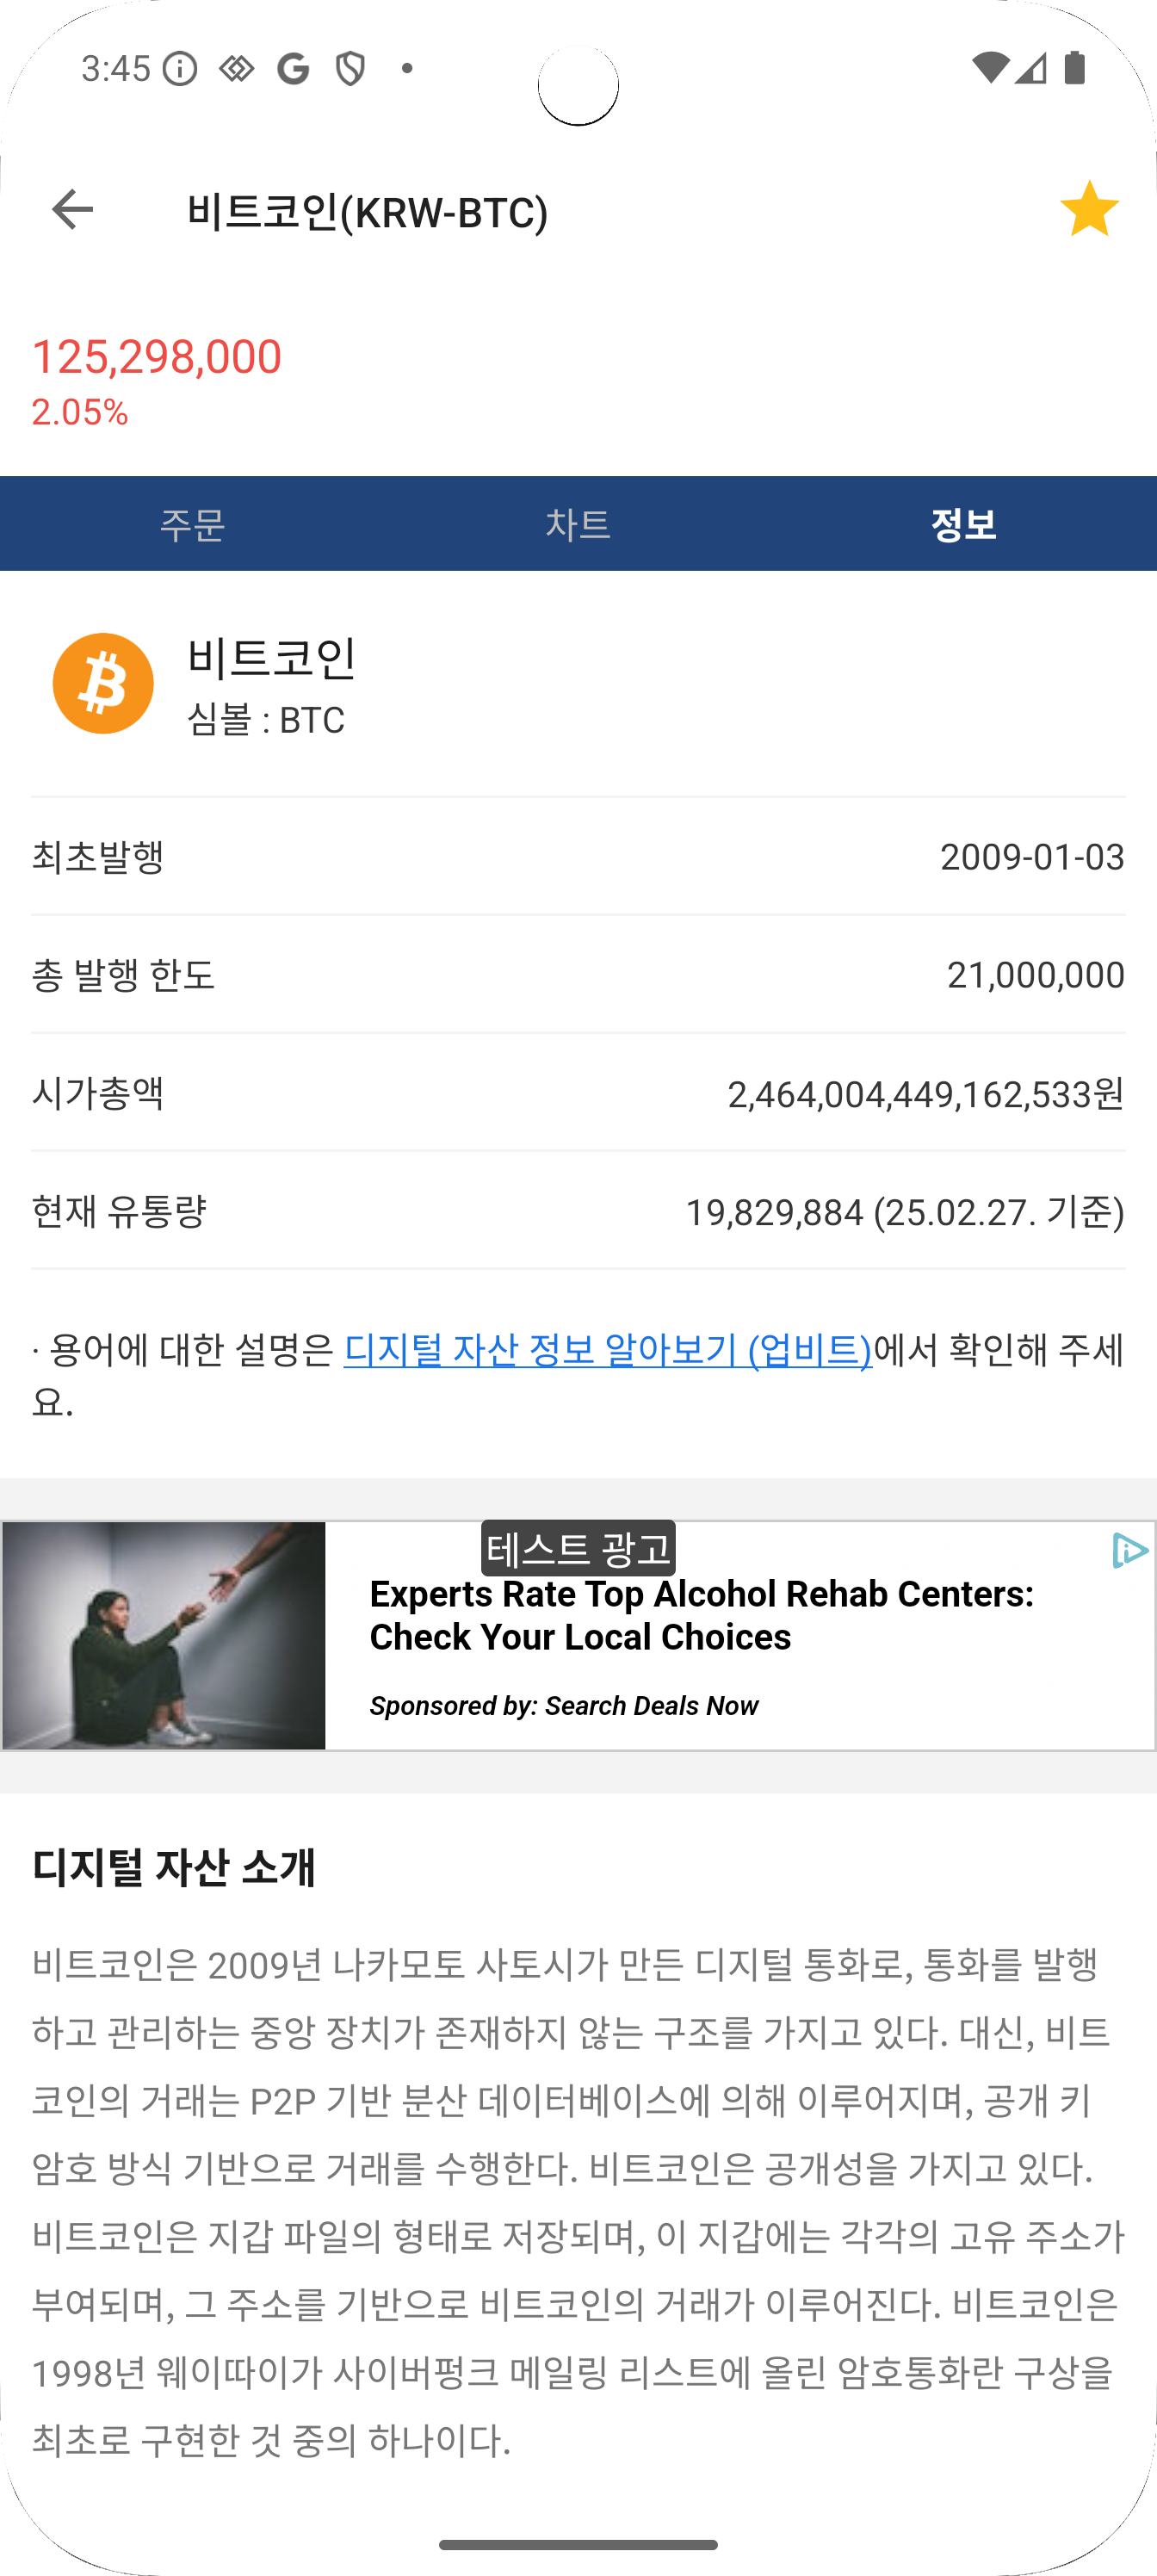 3:45
비트코인(KRW-BTC)
125,298,000
2.05%
주문 차트 정보
비트코인
심볼 : BTC
최초발행 2009-01-03
총 발행 한도 21,000,000
시가총액 2,464,004,449,162,533원
현재 유통량 19,829,884 (25.02.27. 기준)
· 용어에 대한 설명은 디지털 자산 정보 알아보기 (업비트)에서 확인해 주세
요.
테스트 광고
Experts Rate Top Alcohol Rehab Centers:
Check Your Local Choices
Sponsored by: Search Deals Now
디지털 자산 소개
비트코인은 2009년 나카모토 사토시가 만든 디지털 통화로, 통화를 발행
하고 관리하는 중앙 장치가 존재하지 않는 구조를 가지고 있다. 대신, 비트
코인의 거래는 P2P 기반 분산 데이터베이스에 의해 이루어지며, 공개 키
암호 방식 기반으로 거래를 수행한다. 비트코인은 공개성을 가지고 있다.
비트코인은 지갑 파일의 형태로 저장되며, 이 지갑에는 각각의 고유 주소가
부여되며, 그 주소를 기반으로 비트코인의 거래가 이루어진다. 비트코인은
1998년 웨이따이가 사이버펑크 메일링 리스트에 올린 암호통화란 구상을
최초로 구현한 것 중의 하나이다.